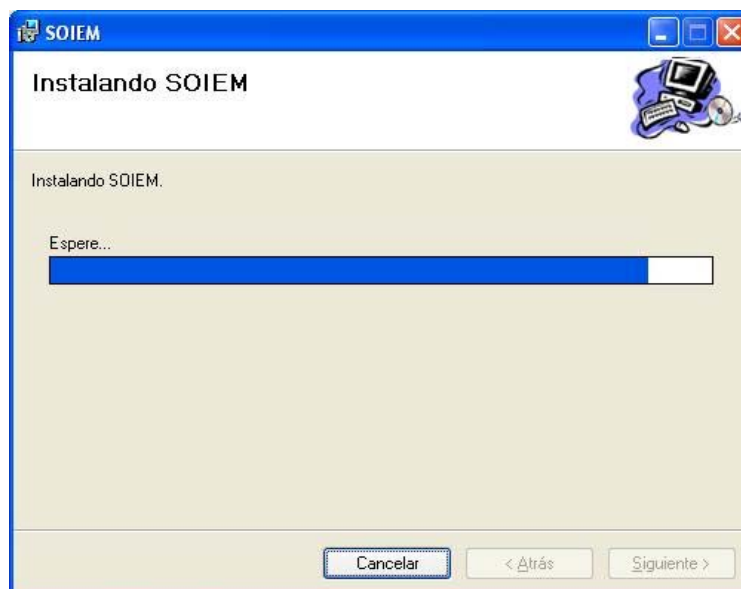 SOIEM
Instalando SOIEM
Instalando SOIEM.
Espere...
Cancelar
< Atrás
Siguiente >